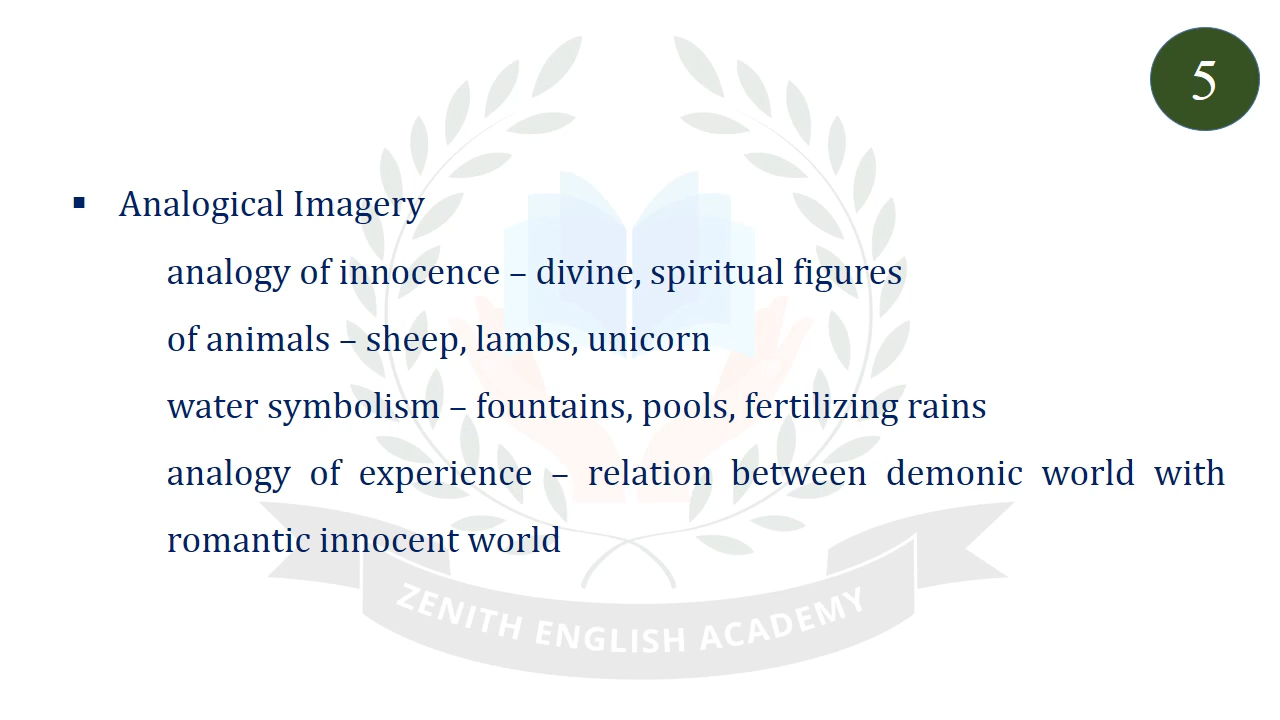 5
▪ Analogical Imagery
analogy of innocence – divine, spiritual figures
of animals – sheep, lambs, unicorn
water symbolism – fountains, pools, fertilizing rains
analogy of experience – relation between demonic world with
romantic innocent world
ZENITH ENGLISH ACADEMY